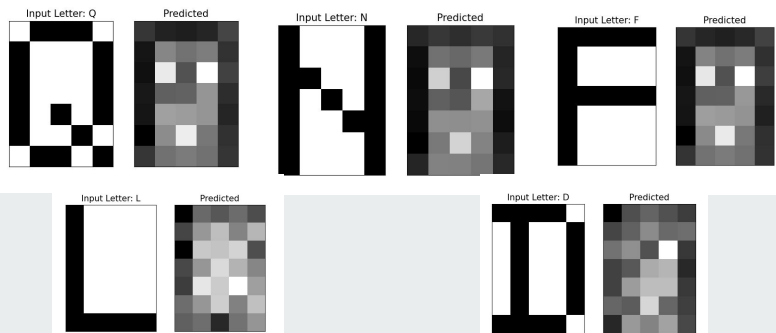 Input Letter: Q
Predicted
Input Letter: N
Predicted
Input Letter: F
Predicted
Input Letter: L
Predicted
Input Letter: D
Predicted